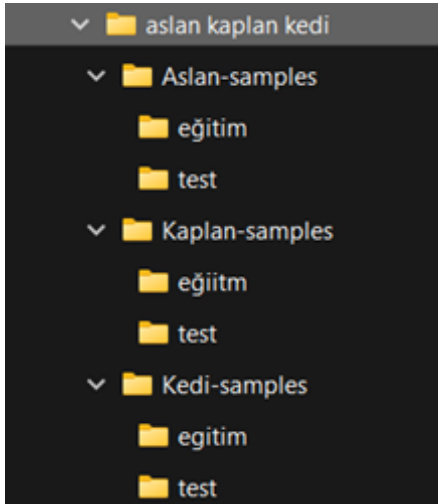 aslan kaplan kedi
Aslan-samples
eğitim
test
Kaplan-samples
eğiitm
test
Kedi-samples
egitim
test